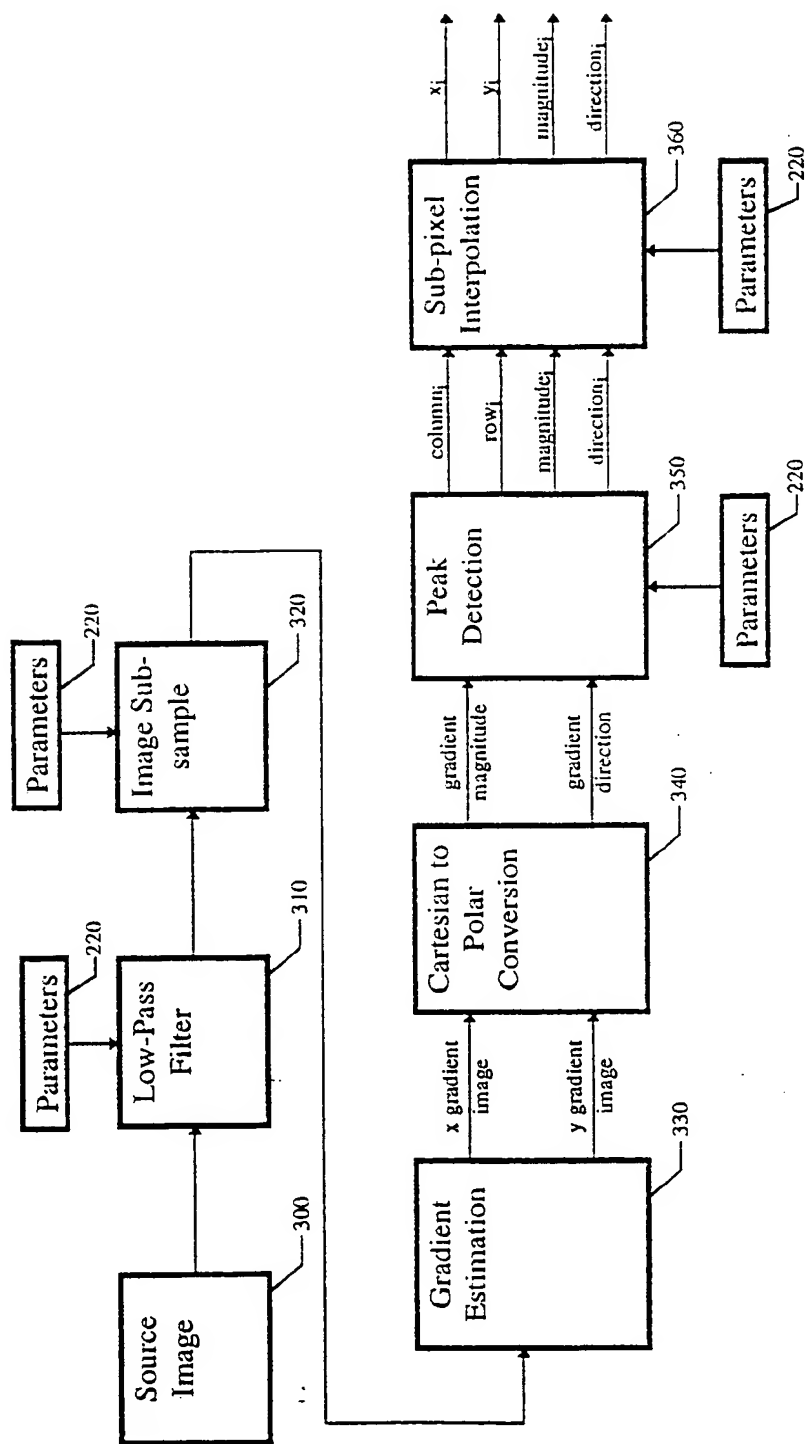 Parameters
220
Parameters
220
Source
Image
300
Low-Pass
Filter
310
Image Sub-
sample
320
Gradient
Estimation
330
x gradient
image
y gradient
image
Cartesian to
Polar
Conversion
340
gradient
magnitude
gradient
direction
Peak
Detection
350
Parameters
220
columni
rowi
magnitudei
directioni
Sub-pixel
Interpolation
360
Parameters
220
xi
yi
magnitudei
directioni